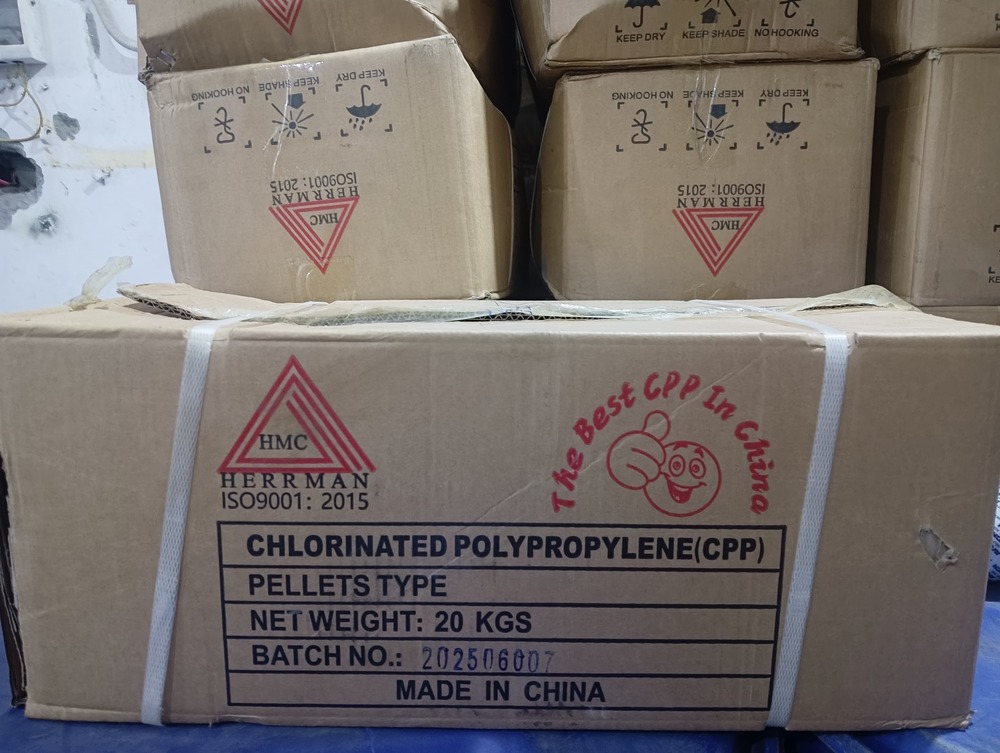 KEEP DRY
KEEP SHADE
NO HOOKING
NO HOOKING
KEEP SHADE
KEEP DRY
HMC
HERRMAN
ISO9001: 2015
NO HOOKING
KEEP SHADE
KEEP DRY
HMC
HERRMAN
ISO9001: 2015
HMC
HERRMAN
ISO9001: 2015
The Best CPP In China
CHLORINATED POLYPROPYLENE(CPP)
PELLETS TYPE
NET WEIGHT: 20 KGS
BATCH NO.: 202506007
MADE IN CHINA